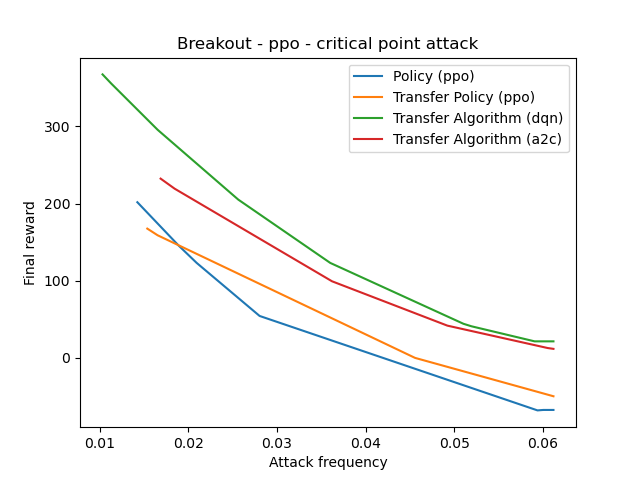 Breakout - ppo - critical point attack
Policy (ppo)
Transfer Policy (ppo)
Transfer Algorithm (dqn)
Transfer Algorithm (a2c)
Final reward
300
200
100
0
0.01 0.02 0.03 0.04 0.05 0.06
Attack frequency